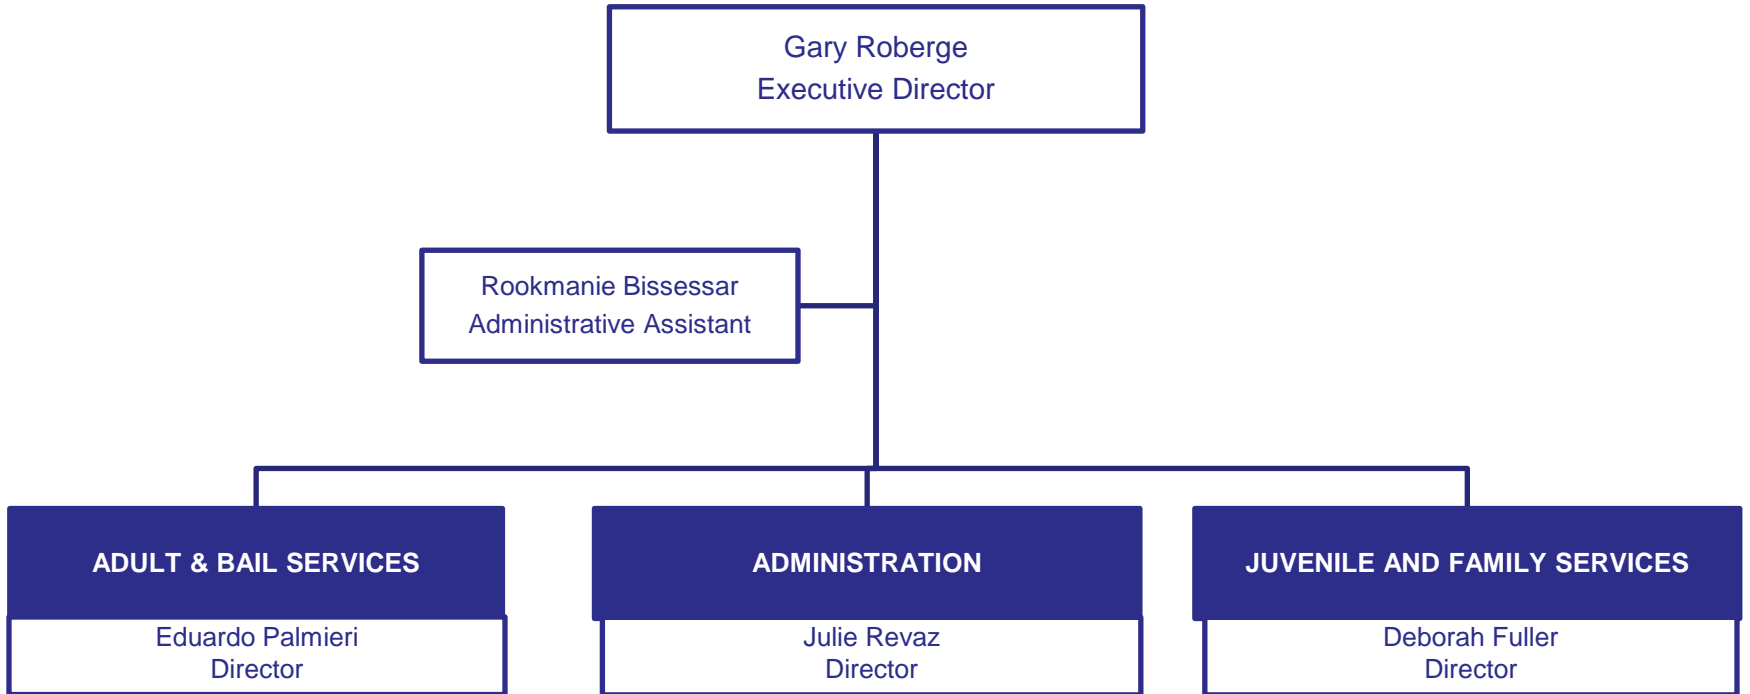 Gary Roberge
Executive Director
Rookmanie Bissessar
Administrative Assistant
ADULT & BAIL SERVICES
Eduardo Palmieri
Director
ADMINISTRATION
Julie Revaz
Director
JUVENILE AND FAMILY SERVICES
Deborah Fuller
Director